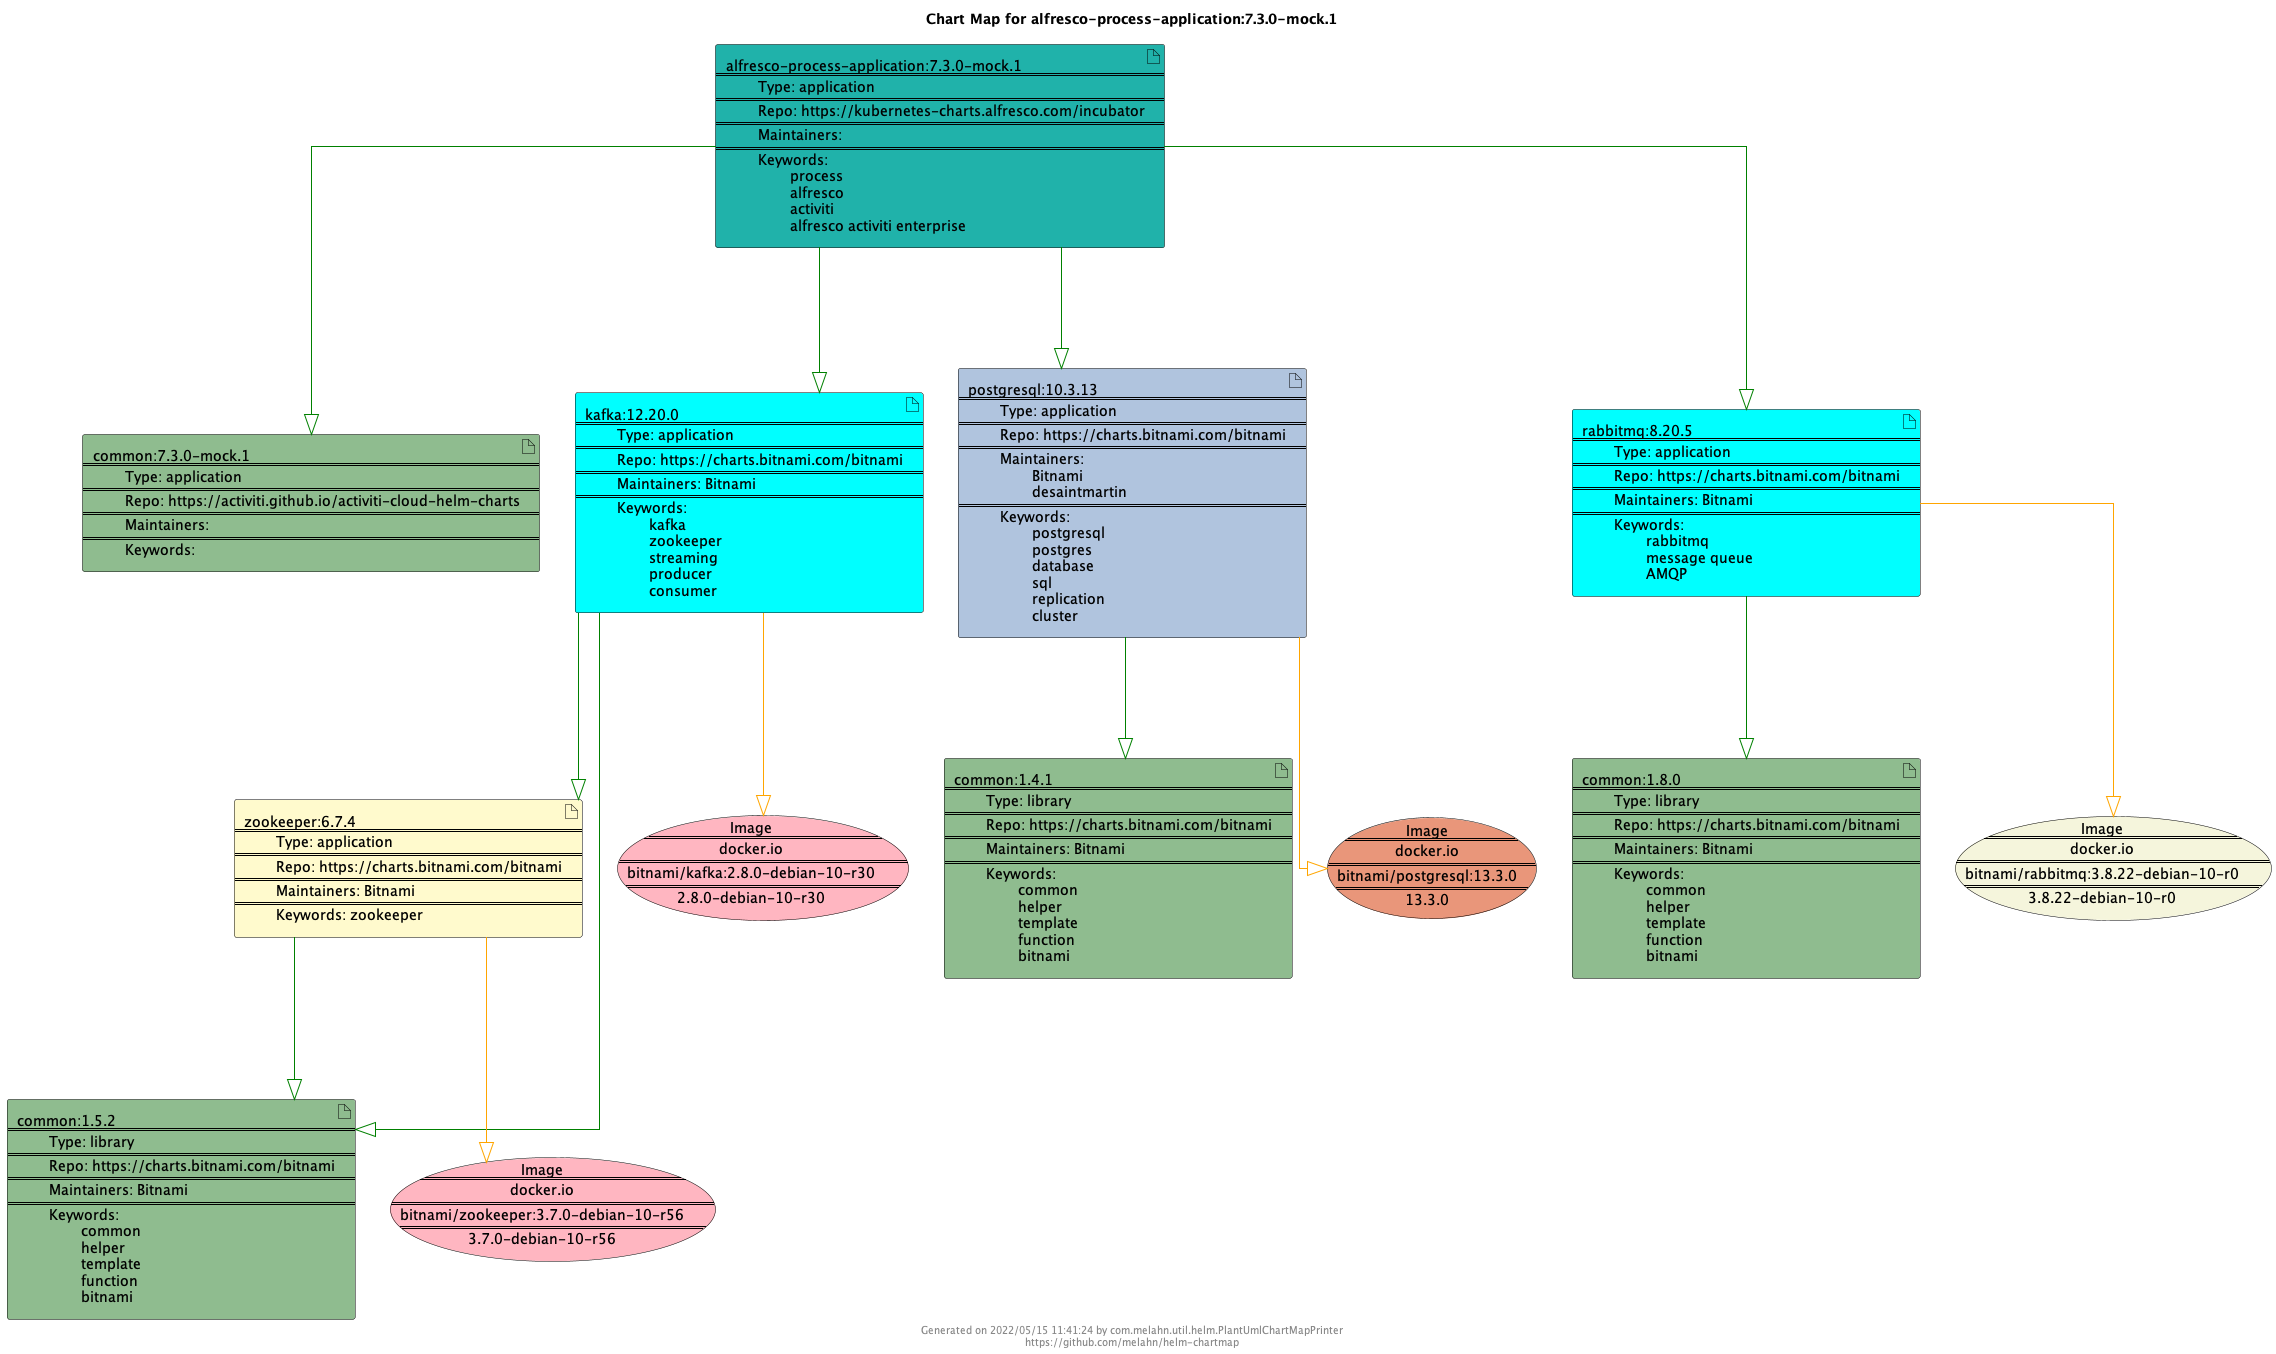 Chart Map for alfresco-process-application:7.3.0-mock.1
alfresco-process-application:7.3.0-mock.1
Type: application
Repo: https://kubernetes-charts.alfresco.com/incubator
Maintainers:
Keywords:
process
alfresco
activiti
alfresco activiti enterprise
common:7.3.0-mock.1
Type: application
Repo: https://activiti.github.io/activiti-cloud-helm-charts
Maintainers:
Keywords:
kafka:12.20.0
Type: application
Repo: https://charts.bitnami.com/bitnami
Maintainers: Bitnami
Keywords:
kafka
zookeeper
streaming
producer
consumer
postgresql:10.3.13
Type: application
Repo: https://charts.bitnami.com/bitnami
Maintainers:
Bitnami
desaintmartin
Keywords:
postgresql
postgres
database
sql
replication
cluster
rabbitmq:8.20.5
Type: application
Repo: https://charts.bitnami.com/bitnami
Maintainers: Bitnami
Keywords:
rabbitmq
message queue
AMQP
zookeeper:6.7.4
Type: application
Repo: https://charts.bitnami.com/bitnami
Maintainers: Bitnami
Keywords: zookeeper
Image
docker.io
bitnami/kafka:2.8.0-debian-10-r30
2.8.0-debian-10-r30
common:1.4.1
Type: library
Repo: https://charts.bitnami.com/bitnami
Maintainers: Bitnami
Keywords:
common
helper
template
function
bitnami
Image
docker.io
bitnami/postgresql:13.3.0
13.3.0
common:1.8.0
Type: library
Repo: https://charts.bitnami.com/bitnami
Maintainers: Bitnami
Keywords:
common
helper
template
function
bitnami
Image
docker.io
bitnami/rabbitmq:3.8.22-debian-10-r0
3.8.22-debian-10-r0
common:1.5.2
Type: library
Repo: https://charts.bitnami.com/bitnami
Maintainers: Bitnami
Keywords:
common
helper
template
function
bitnami
Image
docker.io
bitnami/zookeeper:3.7.0-debian-10-r56
3.7.0-debian-10-r56
Generated on 2022/05/15 11:41:24 by com.melahn.util.helm.PlantUmlChartMapPrinter
https://github.com/melahn/helm-chartmap